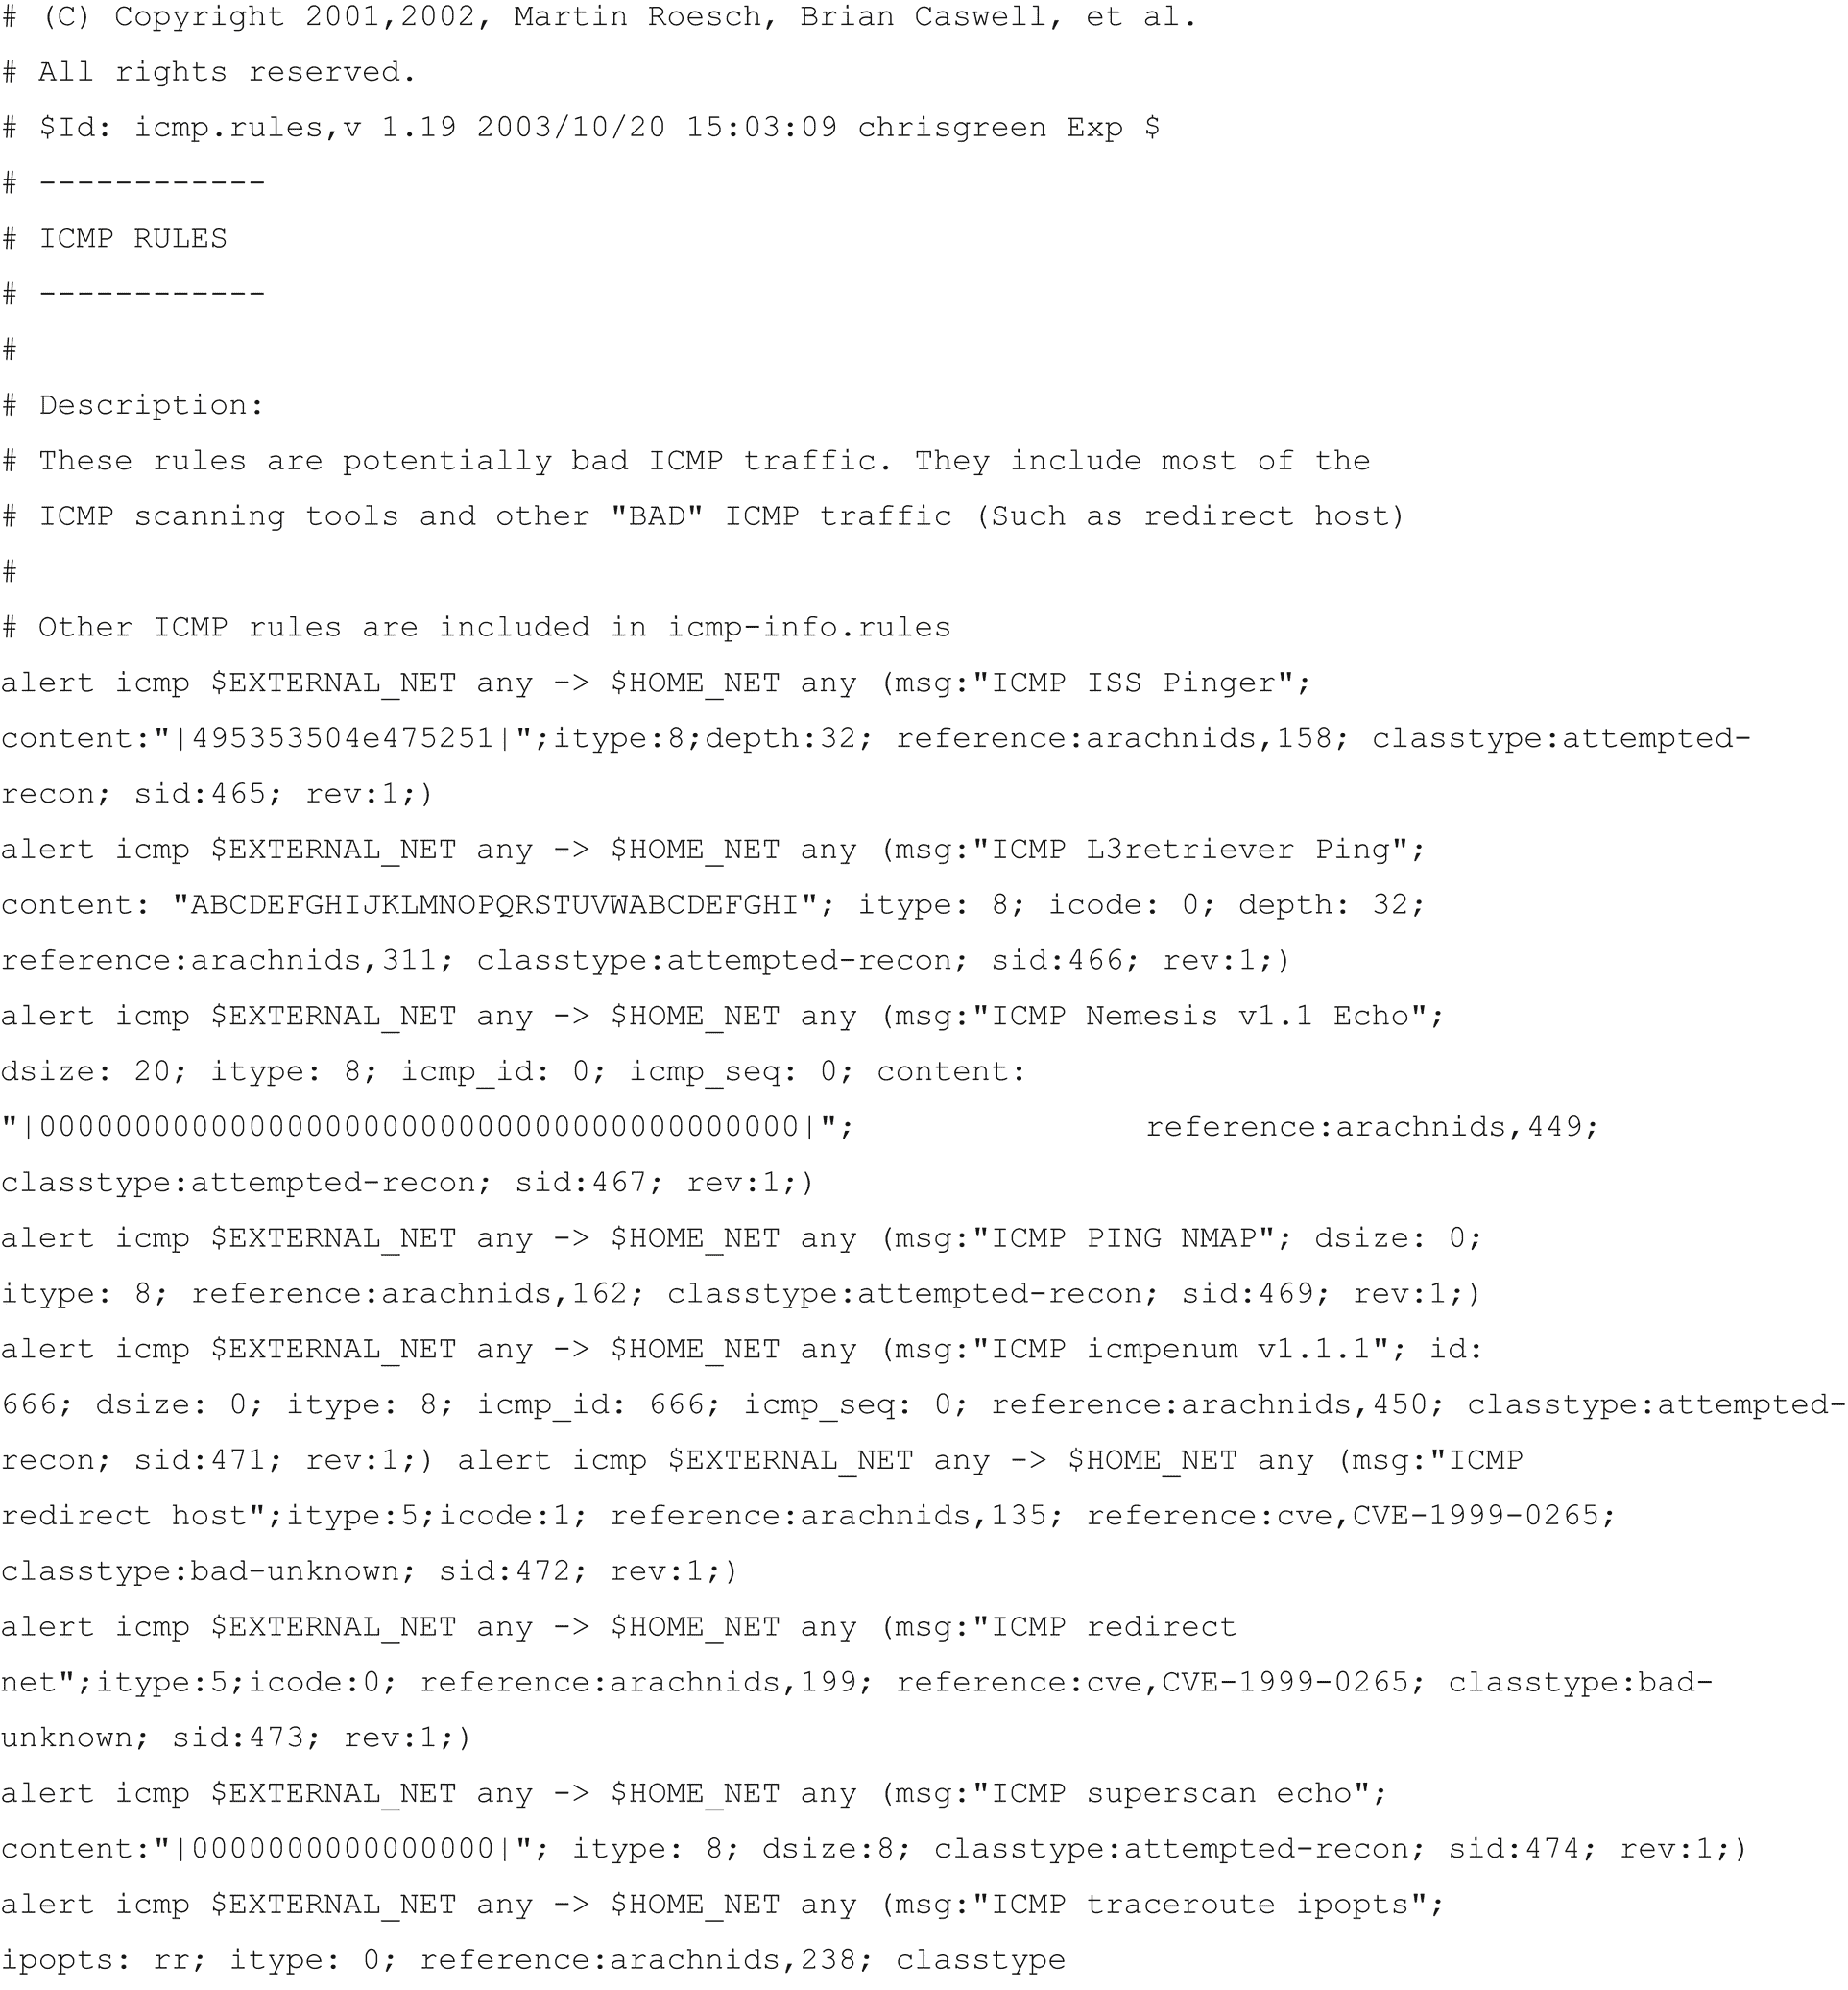 # (C) Copyright 2001,2002, Martin Roesch, Brian Caswell, et al.
# All rights reserved.
# $Id: icmp.rules,v 1.19 2003/10/20 15:03:09 chrisgreen Exp $
# ------------
# ICMP RULES
# ------------
#
# Description:
# These rules are potentially bad ICMP traffic. They include most of the
# ICMP scanning tools and other "BAD" ICMP traffic (Such as redirect host)
#
# Other ICMP rules are included in icmp-info.rules
alert icmp $EXTERNAL_NET any -> $HOME_NET any (msg:"ICMP ISS Pinger";
content:"|495353504e475251|";itype:8;depth:32; reference:arachnids,158; classtype:attempted-
recon; sid:465; rev:1;)
alert icmp $EXTERNAL_NET any -> $HOME_NET any (msg:"ICMP L3retriever Ping";
content: "ABCDEFGHIJKLMNOPQRSTUVWABCDEFGHI"; itype: 8; icode: 0; depth: 32;
reference:arachnids,311; classtype:attempted-recon; sid:466; rev:1;)
alert icmp $EXTERNAL_NET any -> $HOME_NET any (msg:"ICMP Nemesis v1.1 Echo";
dsize: 20; itype: 8; icmp_id: 0; icmp_seq: 0; content:
"|0000000000000000000000000000000000000000|"; reference:arachnids,449;
classtype:attempted-recon; sid:467; rev:1;)
alert icmp $EXTERNAL_NET any -> $HOME_NET any (msg:"ICMP PING NMAP"; dsize: 0;
itype: 8; reference:arachnids,162; classtype:attempted-recon; sid:469; rev:1;)
alert icmp $EXTERNAL_NET any -> $HOME_NET any (msg:"ICMP icmpenum v1.1.1"; id:
666; dsize: 0; itype: 8; icmp_id: 666; icmp_seq: 0; reference:arachnids,450; classtype:attempted-
recon; sid:471; rev:1;) alert icmp $EXTERNAL_NET any -> $HOME_NET any (msg:"ICMP
redirect host";itype:5;icode:1; reference:arachnids,135; reference:cve,CVE-1999-0265;
classtype:bad-unknown; sid:472; rev:1;)
alert icmp $EXTERNAL_NET any -> $HOME_NET any (msg:"ICMP redirect
net";itype:5;icode:0; reference:arachnids,199; reference:cve,CVE-1999-0265; classtype:bad-
unknown; sid:473; rev:1;)
alert icmp $EXTERNAL_NET any -> $HOME_NET any (msg:"ICMP superscan echo";
content:"|0000000000000000|"; itype: 8; dsize:8; classtype:attempted-recon; sid:474; rev:1;)
alert icmp $EXTERNAL_NET any -> $HOME_NET any (msg:"ICMP traceroute ipopts";
ipopts: rr; itype: 0; reference:arachnids,238; classtype